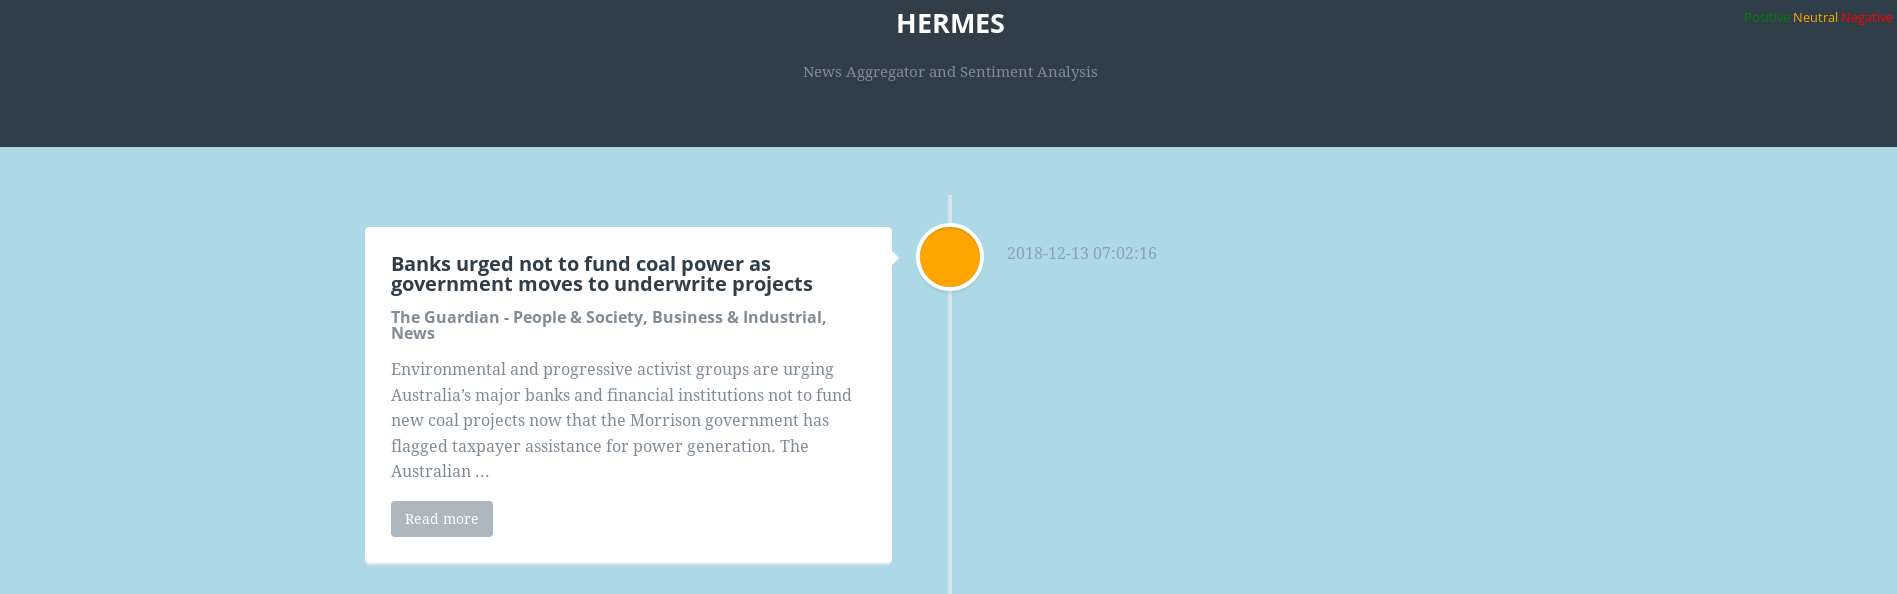 HERMES
Positive Neutral Negative
News Aggregator and Sentiment Analysis
Banks urged not to fund coal power as
government moves to underwrite projects
The Guardian - People & Society, Business & Industrial,
News
Environmental and progressive activist groups are urging
Australia’s major banks and financial institutions not to fund
new coal projects now that the Morrison government has
flagged taxpayer assistance for power generation. The
Australian ...
Read more
2018-12-13 07:02:16